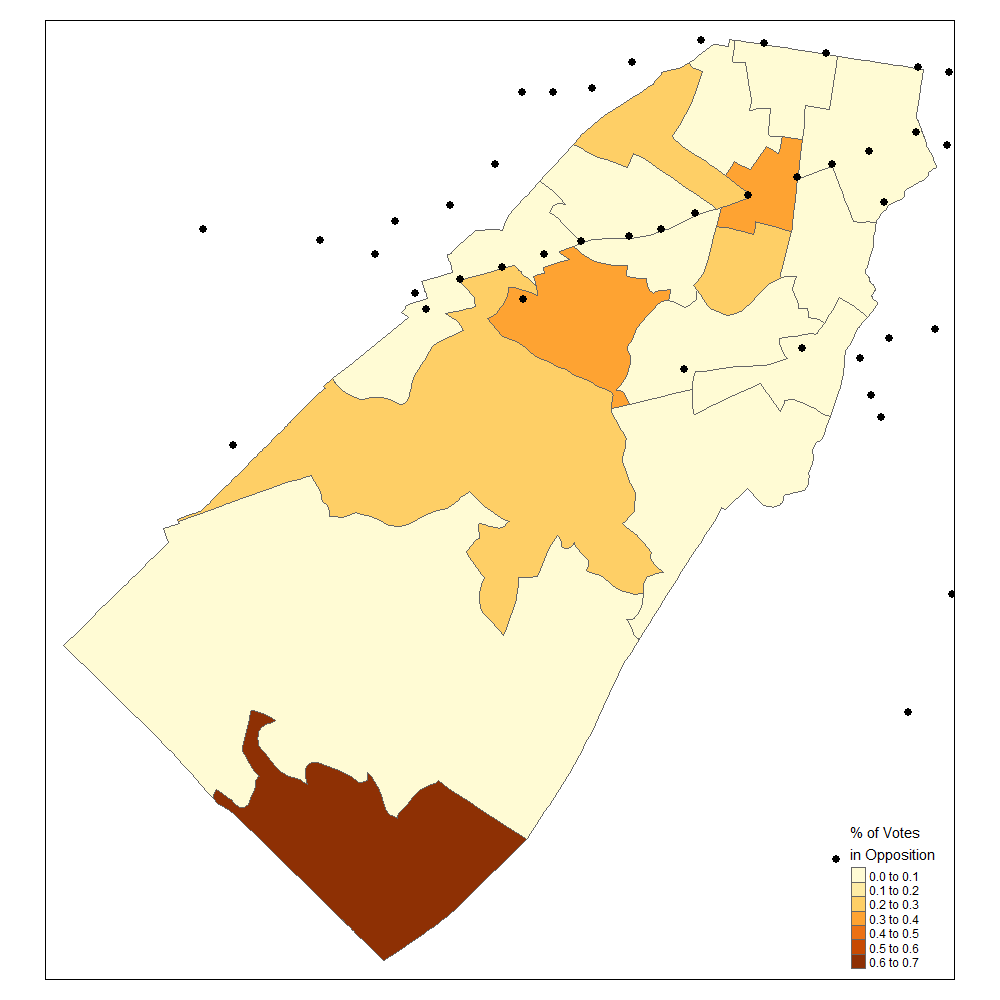 % of Votes
in Opposition
0.0 to 0.1
0.1 to 0.2
0.2 to 0.3
0.3 to 0.4
0.4 to 0.5
0.5 to 0.6
0.6 to 0.7